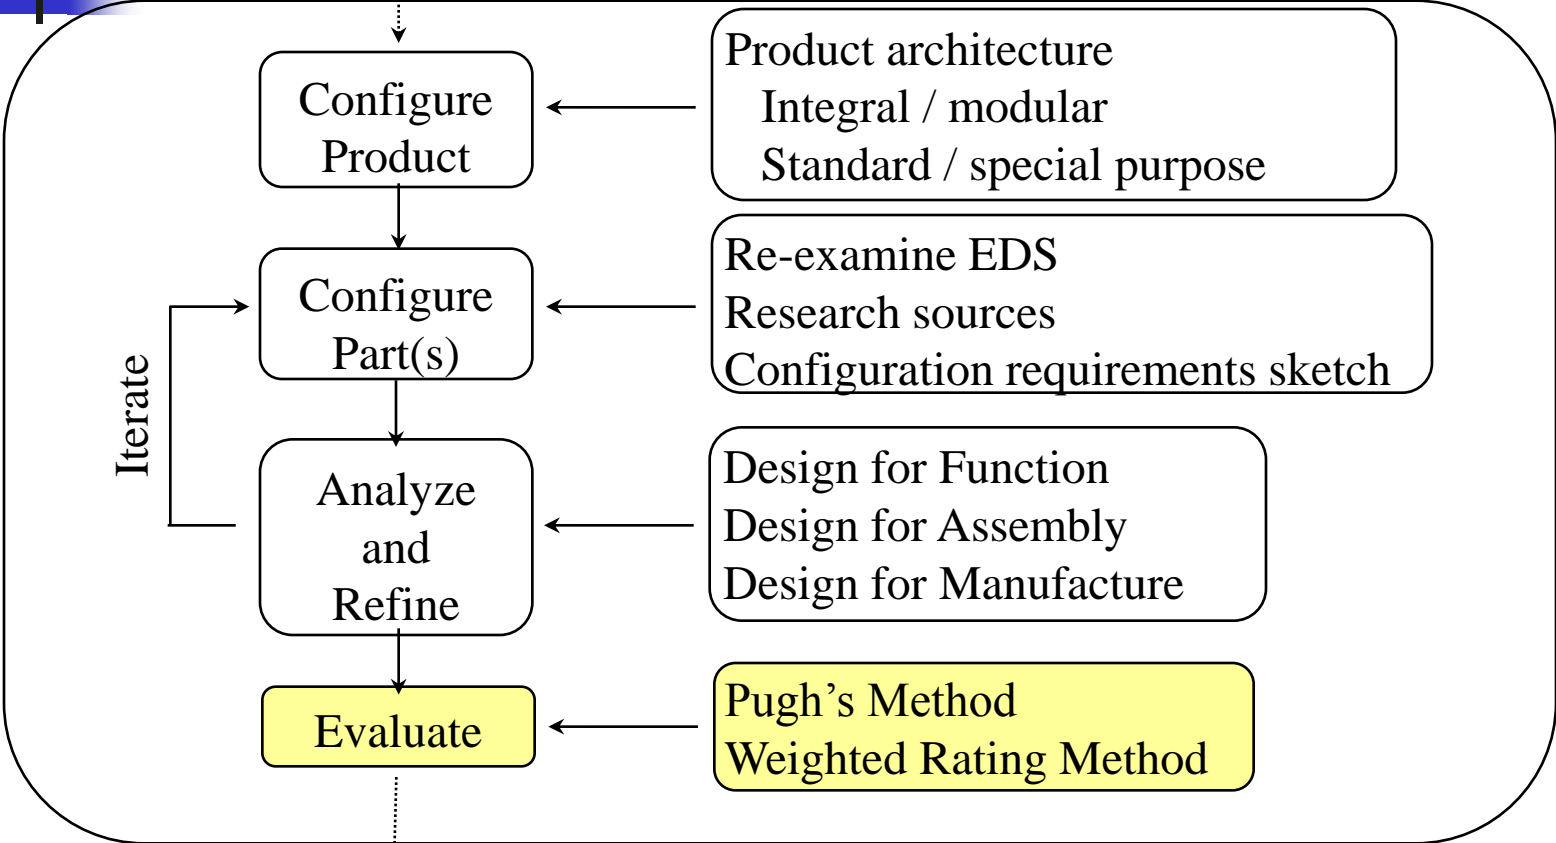 Configure
Product
Product architecture
Integral / modular
Standard / special purpose
Configure
Part(s)
Re-examine EDS
Research sources
Configuration requirements sketch
Iterate
Analyze
and
Refine
Design for Function
Design for Assembly
Design for Manufacture
Evaluate
Pugh’s Method
Weighted Rating Method